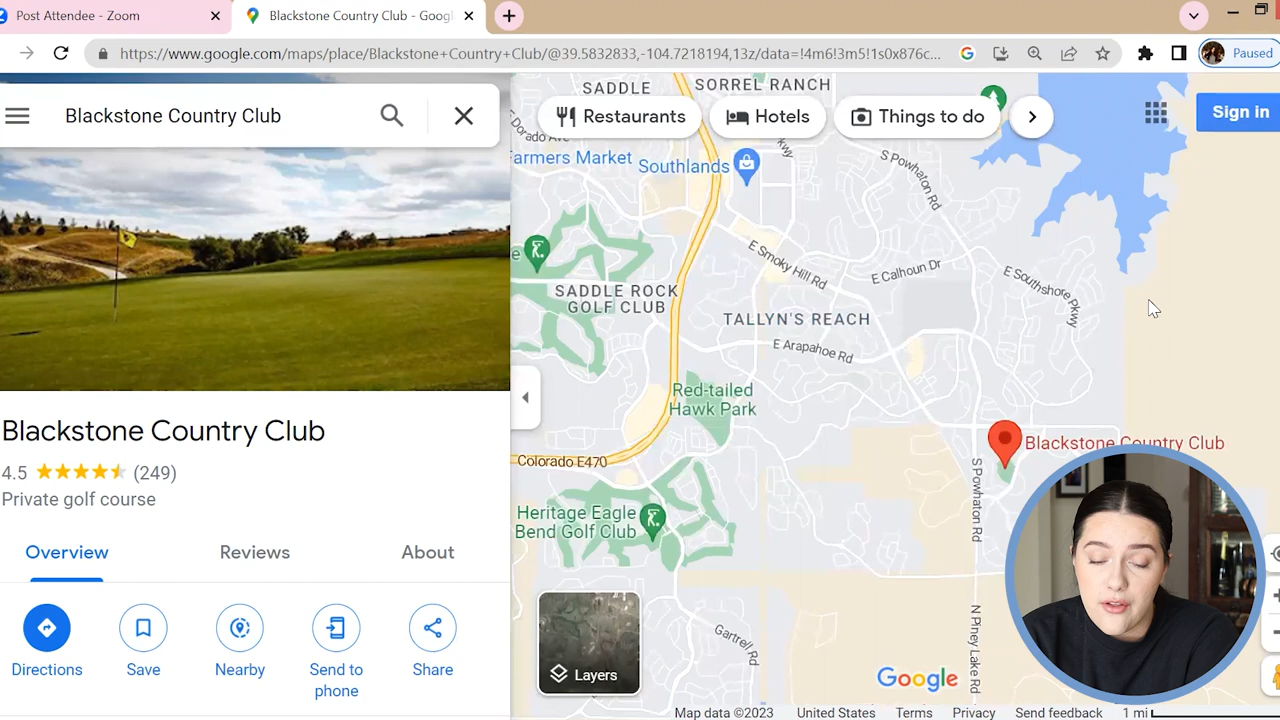 Post Attendee - Zoom
Blackstone Country Club - Googl
https://www.google.com/maps/place/Blackstone+Country+Club/@39.5832833,-104.7218194,13z/data=!4m6!3m5!1s0x876c...
Paused
Blackstone Country Club
Restaurants
Hotels
Things to do
Sign in
SADDLE
SORREL RANCH
E Dorado Ave
Farmers Market
Southlands
kwy
S Powhaton Rd
E Smoky Hill Rd
E Calhoun Dr
E Southshore Pkwy
SADDLE ROCK
GOLF CLUB
TALLYN'S REACH
E Arapahoe Rd
Red-tailed
Hawk Park
Colorado E470
Blackstone Country Club
S Powhaton Rd
Heritage Eagle
Bend Golf Club
Gartrell Rd
N Piney Lake Rd
Blackstone Country Club
4.5
(249)
Private golf course
Overview
Reviews
About
Directions
Save
Nearby
Send to
phone
Share
Layers
Google
Map data ©2023
United States
Terms
Privacy
Send feedback
1 mi